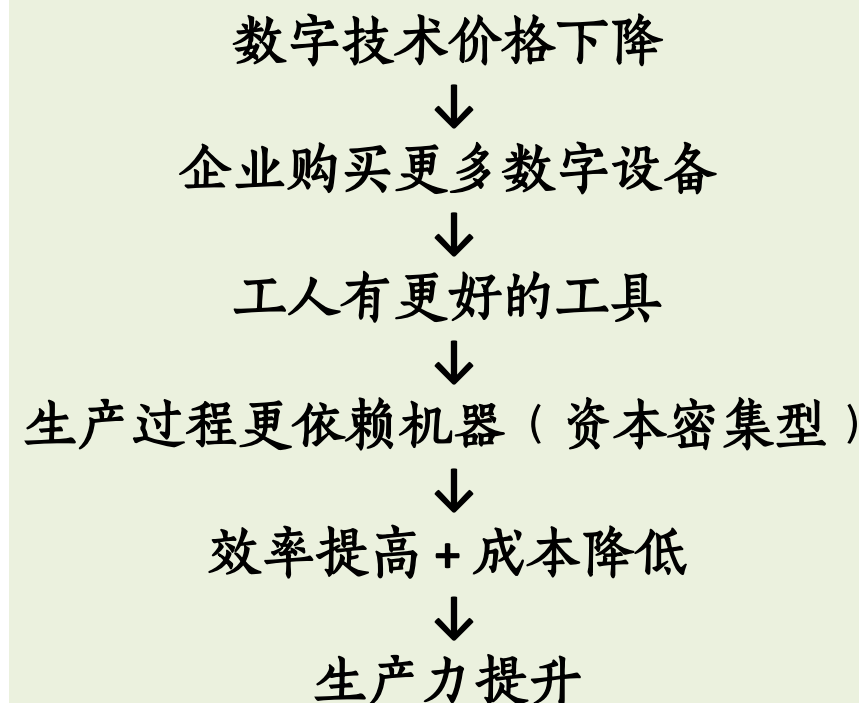 数字技术价格下降
↓
企业购买更多数字设备
↓
工人有更好的工具
↓
生产过程更依赖机器（资本密集型）
↓
效率提高+成本降低
↓
生产力提升